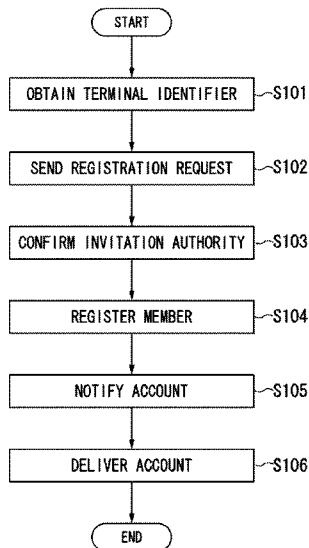 START
OBTAIN TERMINAL IDENTIFIER S101
SEND REGISTRATION REQUEST S102
CONFIRM INVITATION AUTHORITY S103
REGISTER MEMBER S104
NOTIFY ACCOUNT S105
DELIVER ACCOUNT S106
END